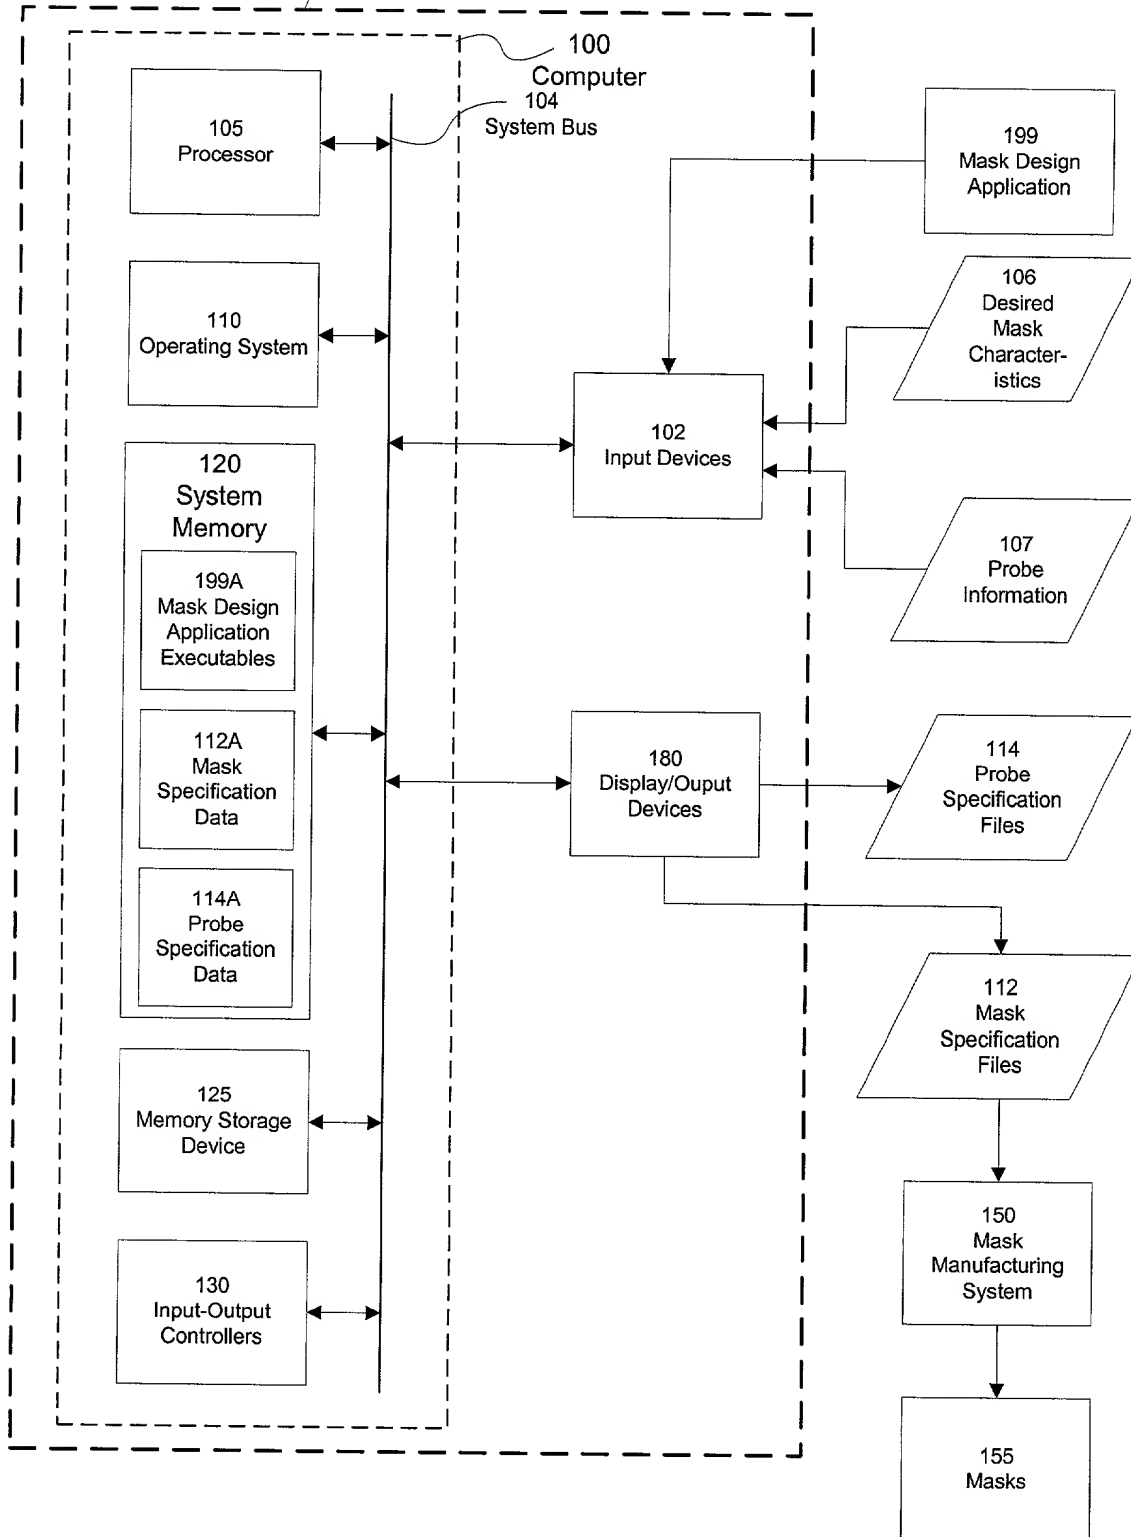 100
Computer
104
System Bus
105
Processor
199
Mask Design
Application
110
Operating System
106
Desired
Mask
Character-
istics
102
Input Devices
120
System
Memory
199A
Mask Design
Application
Executables
107
Probe
Information
112A
Mask
Specification
Data
180
Display/Ouput
Devices
114
Probe
Specification
Files
114A
Probe
Specification
Data
112
Mask
Specification
Files
125
Memory Storage
Device
150
Mask
Manufacturing
System
130
Input-Output
Controllers
155
Masks